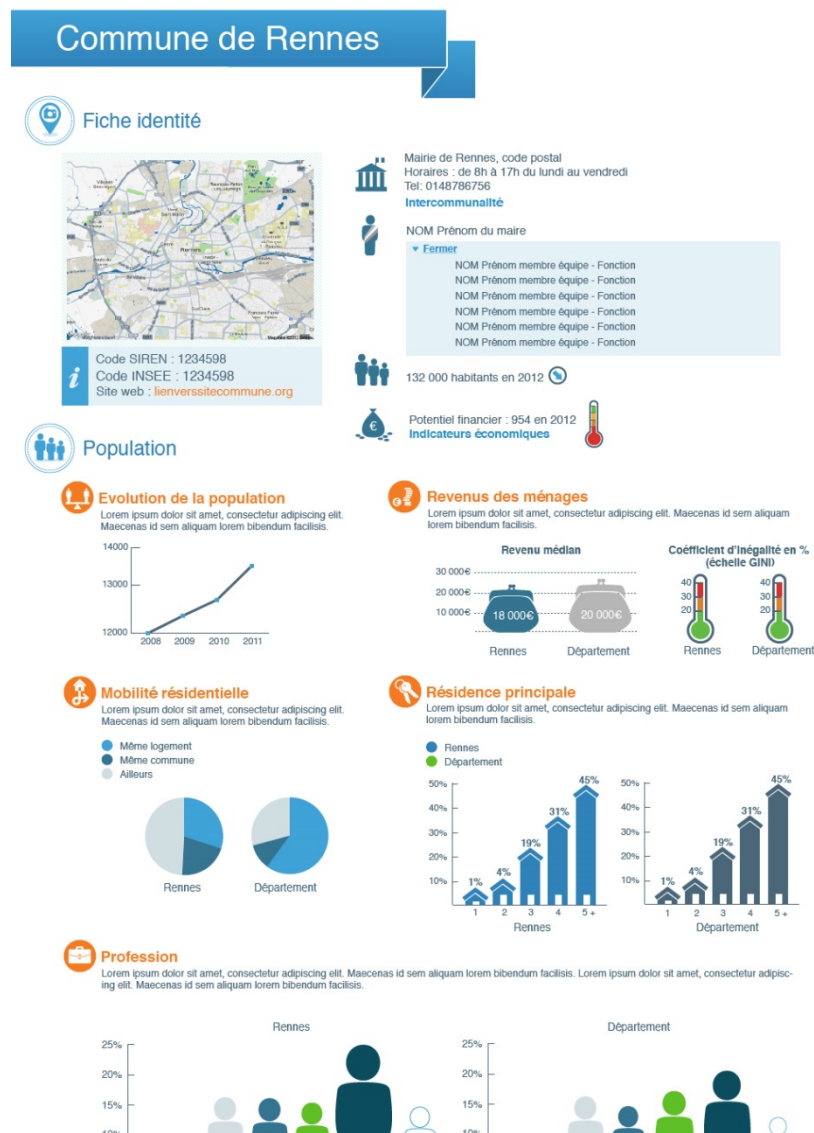 Commune de Rennes
Fiche identité
Rennes
Code SIREN : 1234598
Code INSEE : 1234598
Site web : lienverssitecommune.org
Mairie de Rennes, code postal
Horaires : de 8h à 17h du lundi au vendredi
Tel: 0148786756
Intercommunalité
NOM Prénom du maire
Fermer
NOM Prénom membre équipe - Fonction
NOM Prénom membre équipe - Fonction
NOM Prénom membre équipe - Fonction
NOM Prénom membre équipe - Fonction
NOM Prénom membre équipe - Fonction
NOM Prénom membre équipe - Fonction
132 000 habitants en 2012
Potentiel financier : 954 en 2012
Indicateurs économiques
Population
Evolution de la population
Lorem ipsum dolor sit amet, consectetur adipiscing elit.
Maecenas id sem aliquam lorem bibendum facilisis.
14000
13000
12000
2008 2009 2010 2011
Revenus des ménages
Lorem ipsum dolor sit amet, consectetur adipiscing elit. Maecenas id sem aliquam
lorem bibendum facilisis.
Revenu médian
30 000€
20 000€
10 000€
18 000€
20 000€
Rennes
Département
Coéfficient d'inégalité en %
(échelle GINI)
40
30
20
40
30
20
Rennes
Département
Mobilité résidentielle
Lorem ipsum dolor sit amet, consectetur adipiscing elit.
Maecenas id sem aliquam lorem bibendum facilisis.
Même logement
Même commune
Ailleurs
Rennes
Département
Résidence principale
Lorem ipsum dolor sit amet, consectetur adipiscing elit. Maecenas id sem aliquam
lorem bibendum facilisis.
Rennes
Département
50%
40%
30%
20%
10%
1%
4%
19%
31%
45%
1 2 3 4 5 +
Rennes
50%
40%
30%
20%
10%
1%
4%
19%
31%
45%
1 2 3 4 5 +
Département
Profession
Lorem ipsum dolor sit amet, consectetur adipiscing elit. Maecenas id sem aliquam lorem bibendum facilisis. Lorem ipsum dolor sit amet, consectetur adipisc-
ing elit. Maecenas id sem aliquam lorem bibendum facilisis.
Rennes
25%
20%
15%
10%
Département
25%
20%
15%
10%